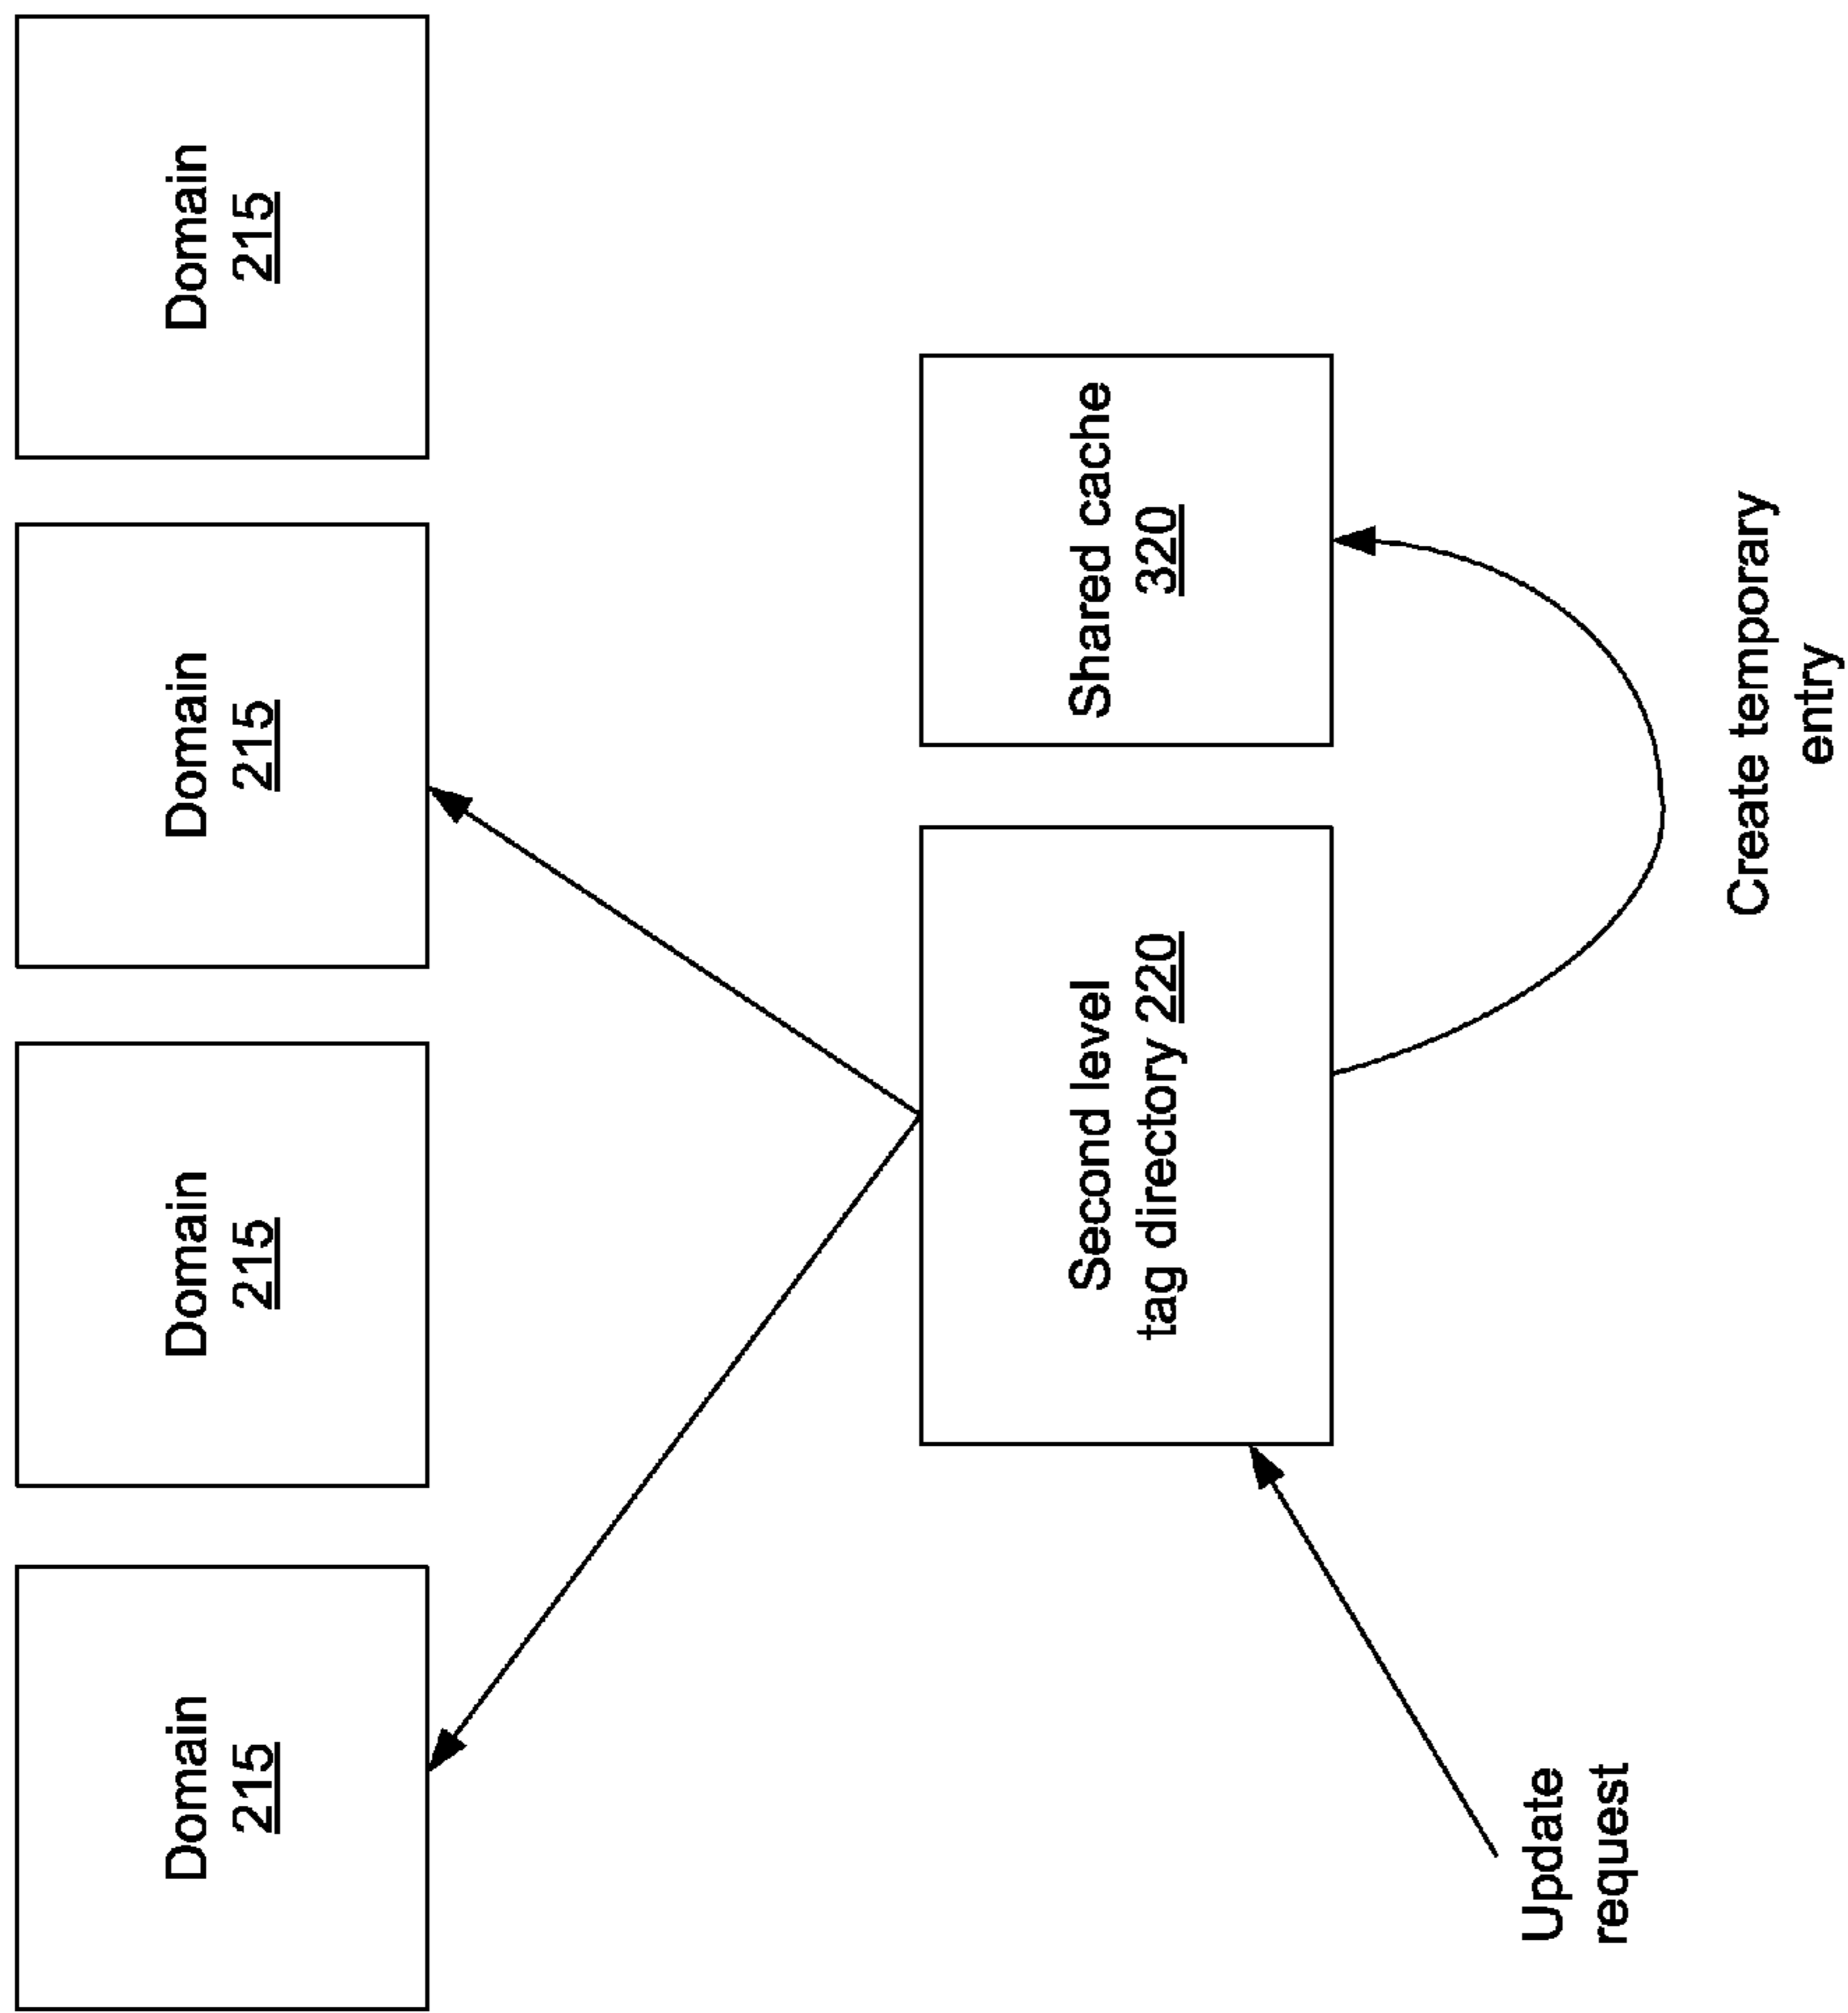 Domain
215
Domain
215
Domain
215
Domain
215
Second level
tag directory 220
Shared cache
320
Update
request
Create temporary
entry